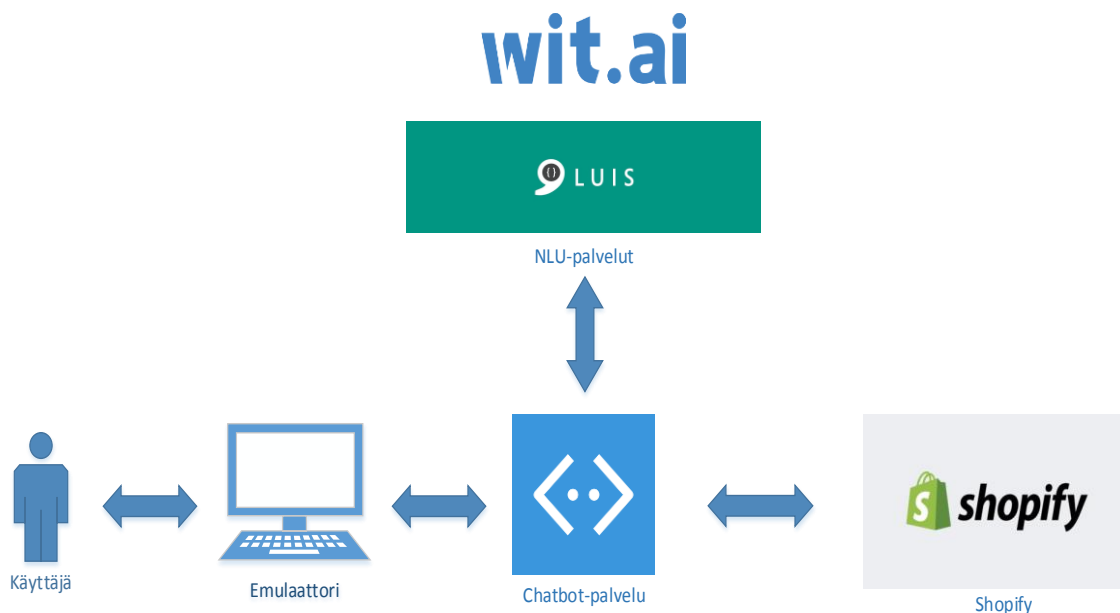 wit.ai
LUIS
NLU-palvelut
shopify
Käyttäjä
Emulaattori
Chatbot-palvelu
Shopify